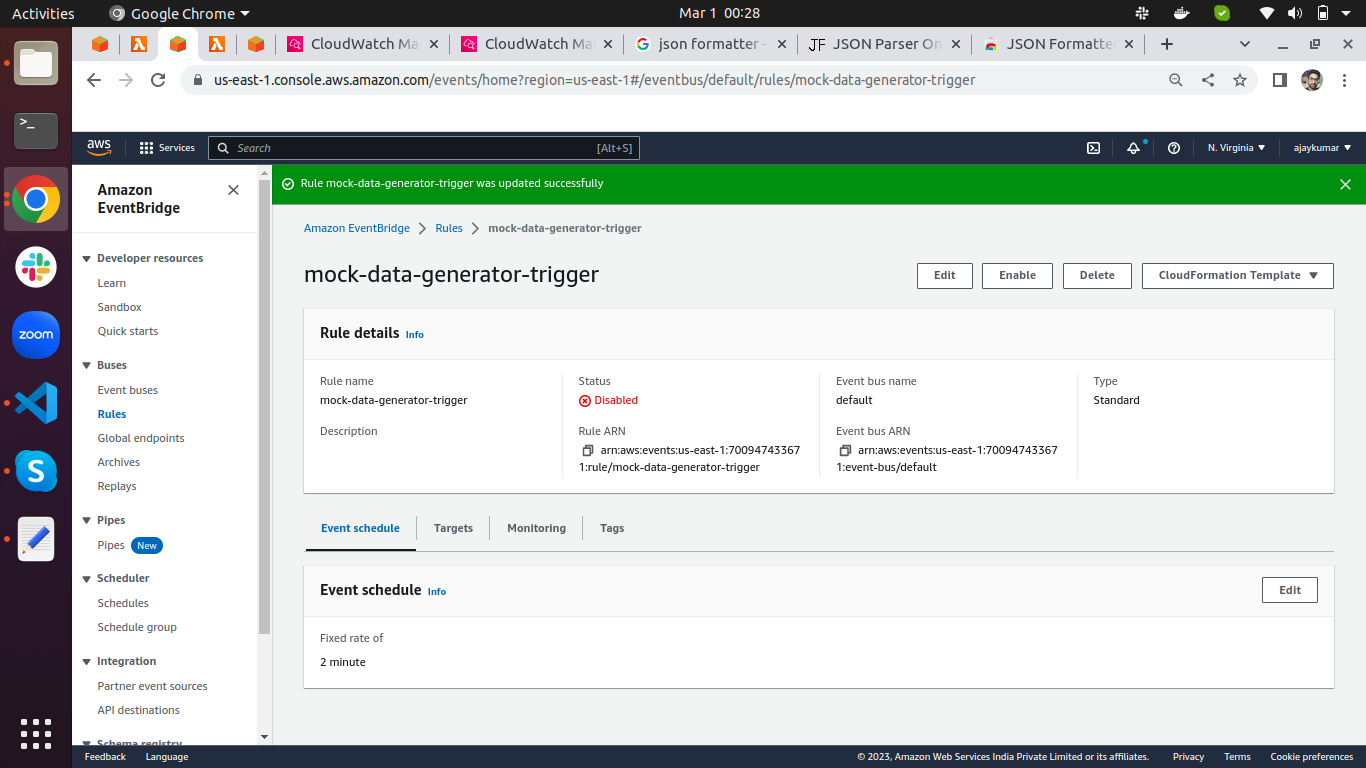 Activities
Google Chrome
Mar 1 00:28
CloudWatch Ma
CloudWatch Ma
json formatter -
JSON Parser On
JSON Formatte
us-east-1.console.aws.amazon.com/events/home?region=us-east-1#/eventbus/default/rules/mock-data-generator-trigger
aws
Services
Search
[Alt+S]
N. Virginia
ajaykumar
Amazon
EventBridge
Developer resources
Learn
Sandbox
Quick starts
Buses
Event buses
Rules
Global endpoints
Archives
Replays
Pipes
Pipes New
Scheduler
Schedules
Schedule group
Integration
Partner event sources
API destinations
Schema registry
Rule mock-data-generator-trigger was updated successfully
Amazon EventBridge
Rules
mock-data-generator-trigger
mock-data-generator-trigger
Edit
Enable
Delete
CloudFormation Template
Rule details Info
Rule name
mock-data-generator-trigger
Description
Status
Disabled
Rule ARN
arn:aws:events:us-east-1:70094743367
1:rule/mock-data-generator-trigger
Event bus name
default
Event bus ARN
arn:aws:events:us-east-1:70094743367
1:event-bus/default
Type
Standard
Event schedule
Targets
Monitoring
Tags
Event schedule Info
Edit
Fixed rate of
2 minute
zoom
Feedback
Language
© 2023, Amazon Web Services India Private Limited or its affiliates.
Privacy
Terms
Cookie preferences